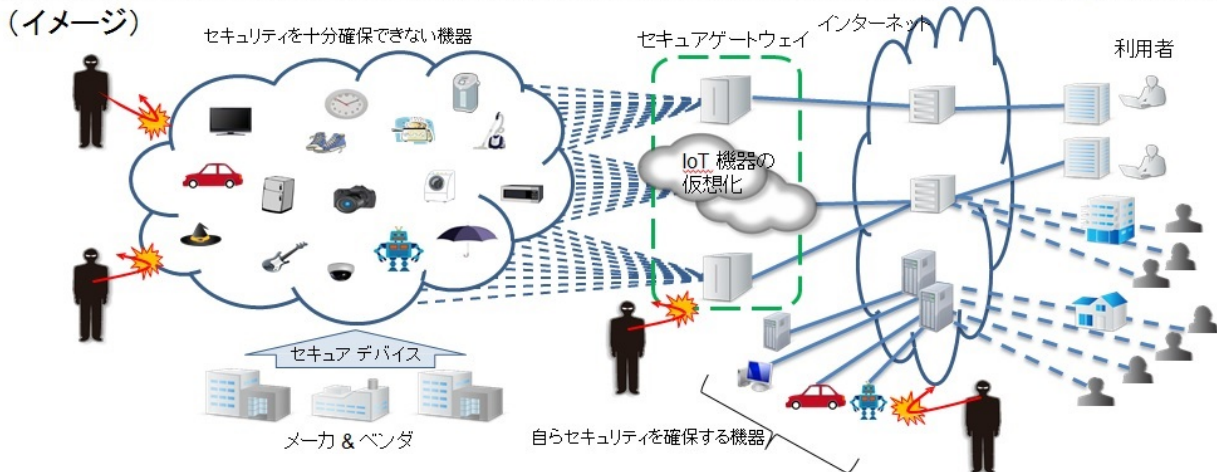 （イメージ）
セキュリティを十分確保できない機器
セキュアゲートウェイ
インターネット
利用者
IoT 機器の
仮想化
セキュア デバイス
メーカ & ベンダ
自らセキュリティを確保する機器